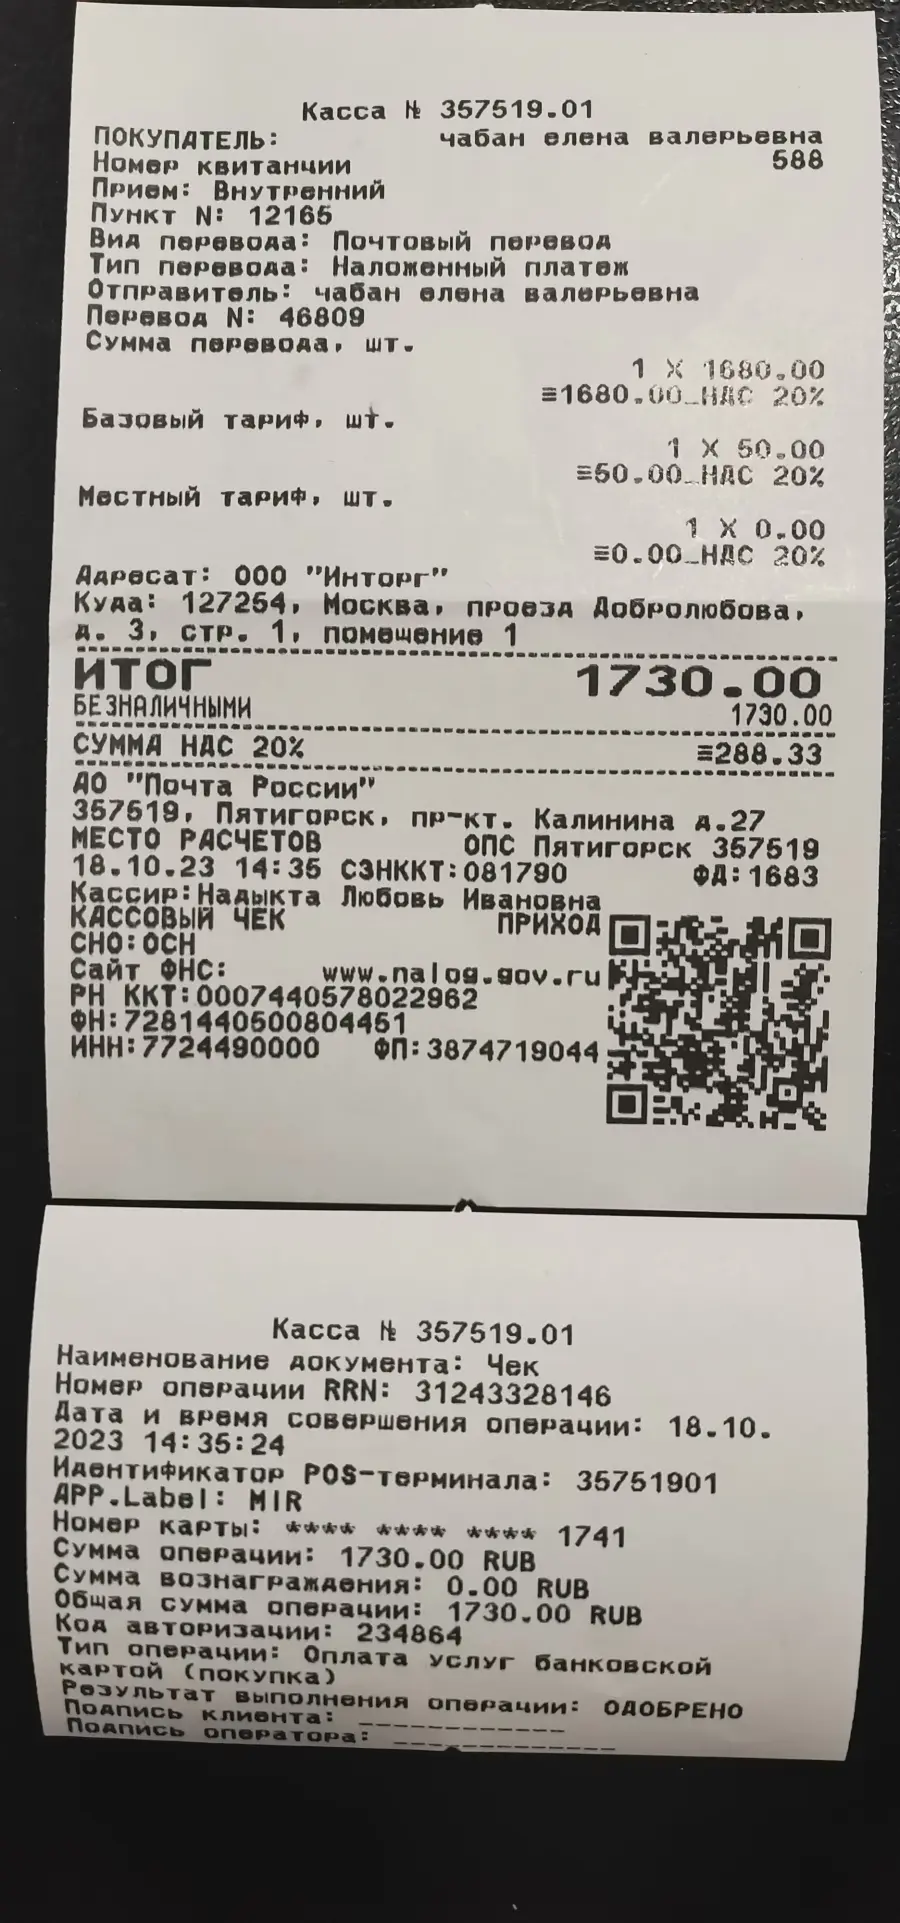 Касса № 357519.01
ПОКУПАТЕЛЬ: чабан елена валерьевна
Номер квитанции 588
Прием: Внутренний
Пункт N: 12165
Вид перевода: Почтовый перевод
Тип перевода: Наложенный платеж
Отправитель: чабан елена валерьевна
Перевод N: 46809
Сумма перевода, шт.
1 X 1680.00
≡1680.00_НДС 20%
Базовый тариф, шт.
1 X 50.00
≡50.00_НДС 20%
Местный тариф, шт.
1 X 0.00
≡0.00_НДС 20%
Адресат: ООО "Инторг"
Куда: 127254, Москва, проезд Добролюбова,
д. 3, стр. 1, помещение 1
ИТОГ 1730.00
БЕЗНАЛИЧНЫМИ 1730.00
СУММА НДС 20% ≡288.33
АО "Почта России"
357519, Пятигорск, пр-кт. Калинина д.27
МЕСТО РАСЧЕТОВ ОПС Пятигорск 357519
18.10.23 14:35 СЗНККТ:081790 ФД:1683
Кассир:Надыкта Любовь Ивановна
КАССОВЫЙ ЧЕК ПРИХОД
СНО:ОСН
Сайт ФНС: www.nalog.gov.ru
РН ККТ:0007440578022962
ФН:7281440500804451
ИНН:7724490000 ФП:3874719044
Касса № 357519.01
Наименование документа: Чек
Номер операции RRN: 31243328146
Дата и время совершения операции: 18.10.
2023 14:35:24
Идентификатор POS-терминала: 35751901
APP.Label: MIR
Номер карты: **** **** **** 1741
Сумма операции: 1730.00 RUB
Сумма вознаграждения: 0.00 RUB
Общая сумма операции: 1730.00 RUB
Код авторизации: 234864
Тип операции: Оплата услуг банковской
картой (покупка)
Результат выполнения операции: ОДОБРЕНО
Подпись клиента: ____________
Подпись оператора: _____________